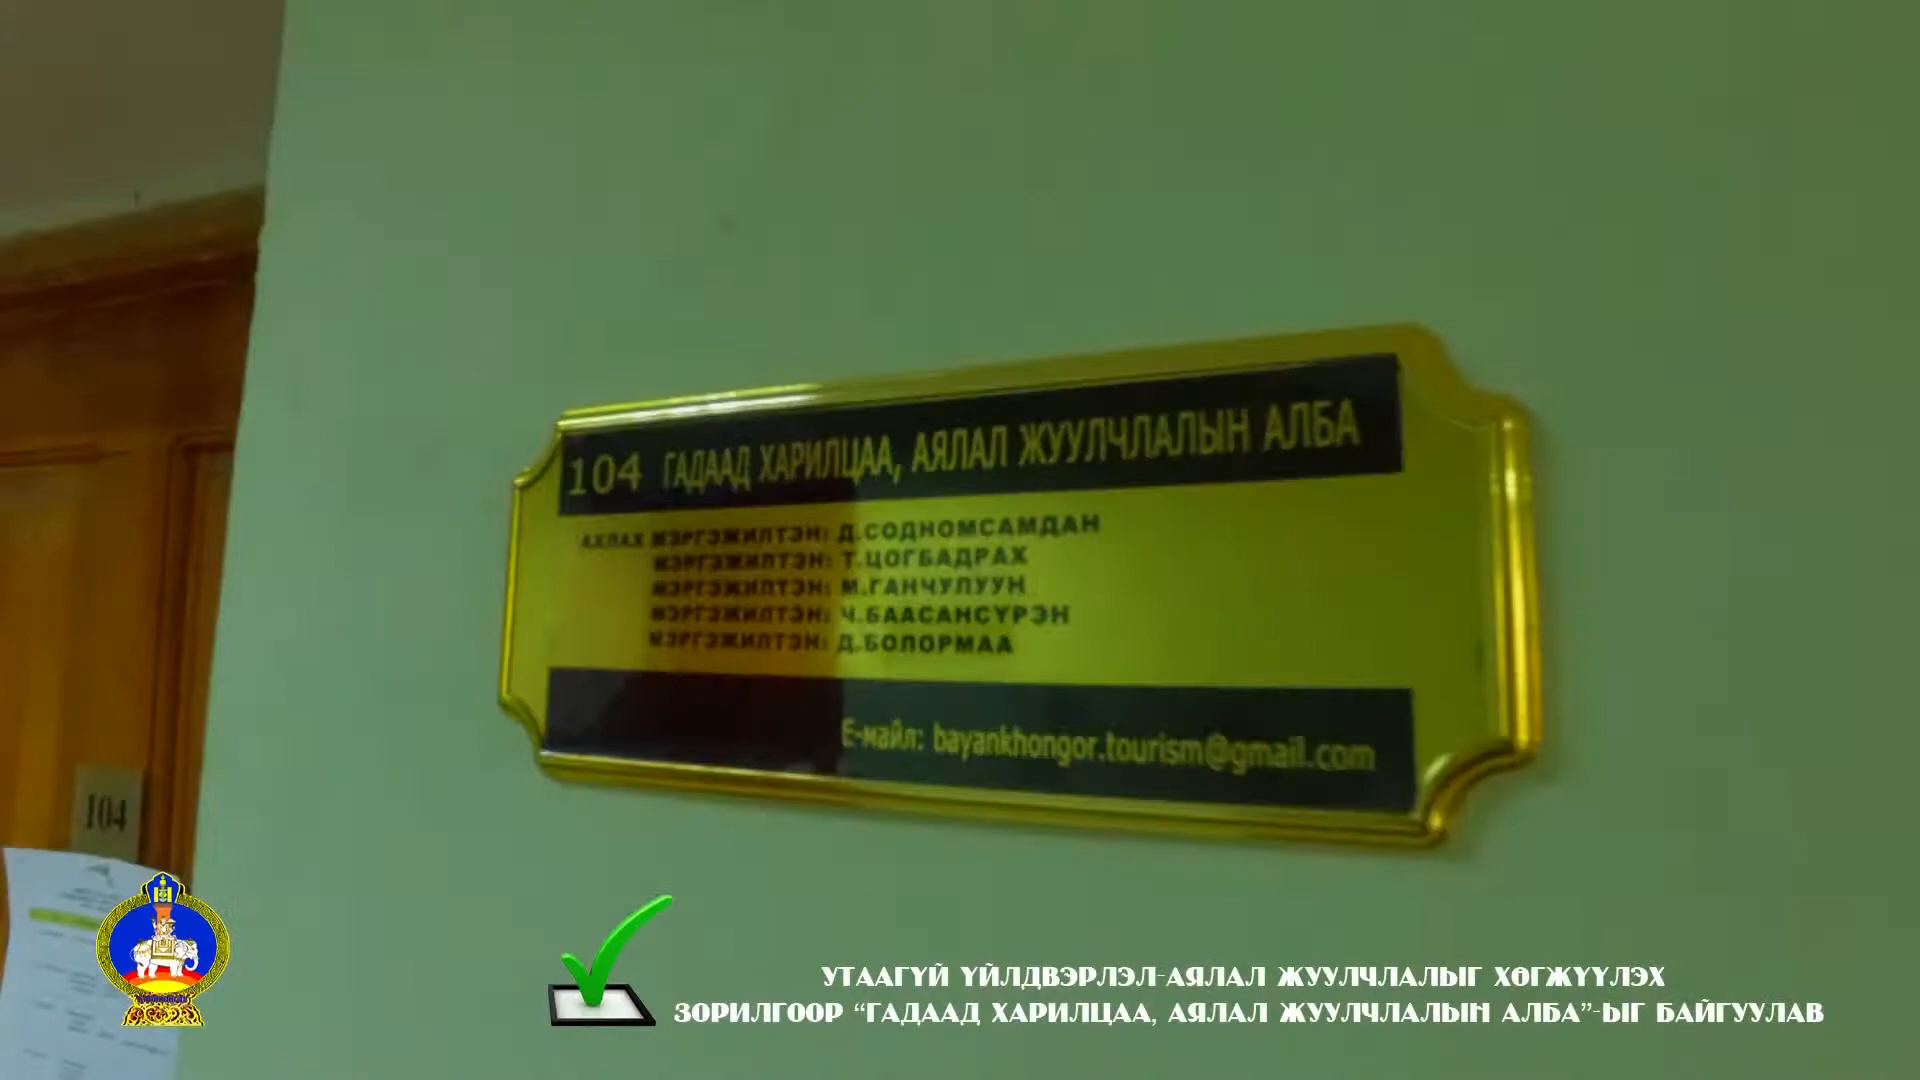 104 ГАДААД ХАРИЛЦАА, АЯЛАЛ ЖУУЛЧЛАЛЫН АЛБА
АХЛАХ МЭРГЭЖИЛТЭН: Д.СОДНОМСАМДАН
МЭРГЭЖИЛТЭН: Т.ЦОГБАДРАХ
МЭРГЭЖИЛТЭН: М.ГАНЧУЛУУН
МЭРГЭЖИЛТЭН: Ч.БААСАНСҮРЭН
МЭРГЭЖИЛТЭН: Д.БОЛОРМАА
Е-майл: bayankhongor.tourism@gmail.com
104
УТААГҮЙ ҮЙЛДВЭРЛЭЛ-АЯЛАЛ ЖУУЛЧЛАЛЫГ ХӨГЖҮҮЛЭХ
ЗОРИЛГООР “ГАДААД ХАРИЛЦАА, АЯЛАЛ ЖУУЛЧЛАЛЫН АЛБА”-ЫГ БАЙГУУЛАВ